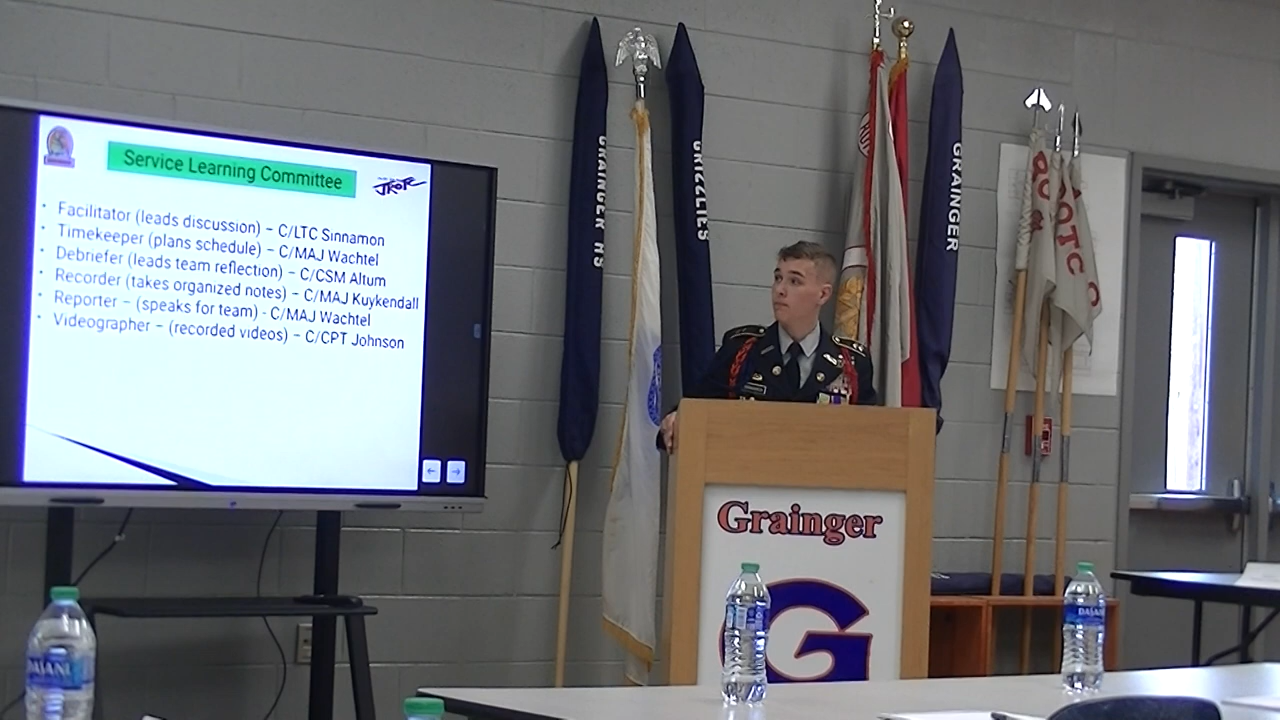 Service Learning Committee
JROTC
• Facilitator (leads discussion) – C/LTC Sinnamon
• Timekeeper (plans schedule) – C/MAJ Wachtel
• Debriefer (leads team reflection) – C/CSM Altum
• Recorder (takes organized notes) – C/MAJ Kuykendall
• Reporter – (speaks for team) - C/MAJ Wachtel
• Videographer – (recorded videos) – C/CPT Johnson
GRAINGER HS
GRIZZLIES
GRAINGER
ROTC
Grainger
G
DASANI
DASANI